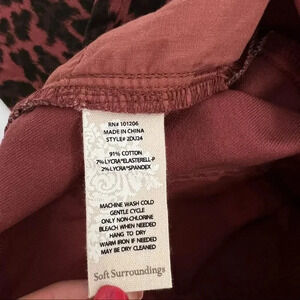 RN# 101206
MADE IN CHINA
STYLE# 2DU24
91% COTTON
7% LYCRA®ELASTERELL-P
2% LYCRA®SPANDEX
MACHINE WASH COLD
GENTLE CYCLE
ONLY NON-CHLORINE
BLEACH WHEN NEEDED
HANG TO DRY
WARM IRON IF NEEDED
MAY BE DRY CLEANED
Soft Surroundings